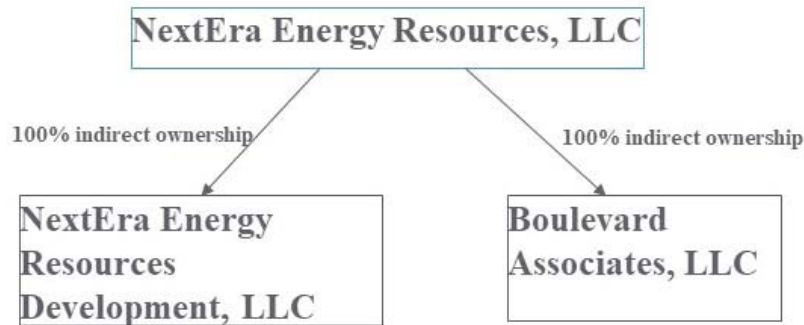 NextEra Energy Resources, LLC
100% indirect ownership
100% indirect ownership
NextEra Energy
Resources
Development, LLC
Boulevard
Associates, LLC